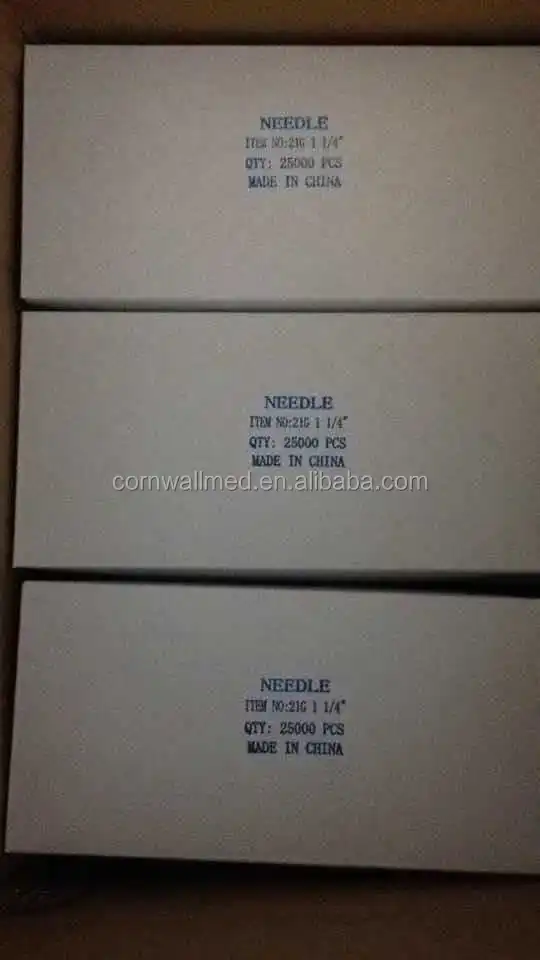 NEEDLE
ITEM NO:21G 1 1/4"
QTY: 25000 PCS
MADE IN CHINA
NEEDLE
ITEM NO:21G 1 1/4"
QTY: 25000 PCS
MADE IN CHINA
cornwallmed.en.alibaba.com
NEEDLE
ITEM NO:21G 1 1/4"
QTY: 25000 PCS
MADE IN CHINA